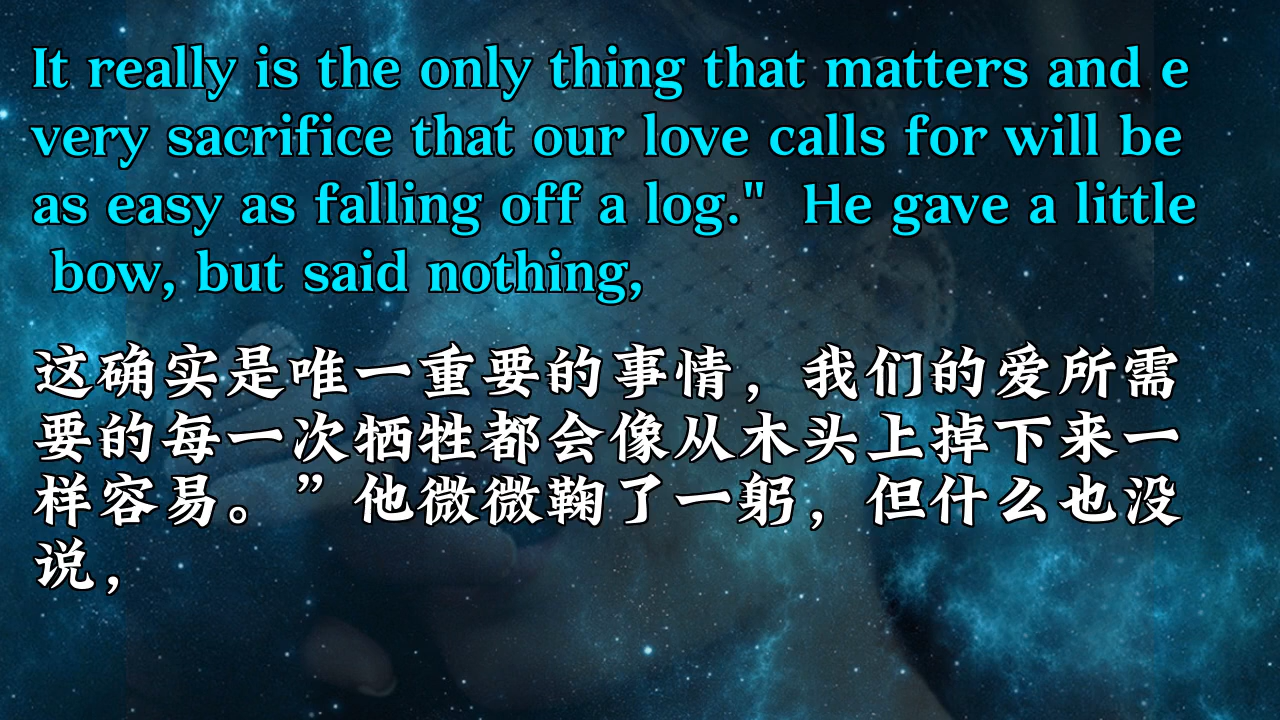 It really is the only thing that matters and e
very sacrifice that our love calls for will be
as easy as falling off a log."  He gave a little
bow, but said nothing,
这确实是唯一重要的事情，我们的爱所需
要的每一次牺牲都会像从木头上掉下来一
样容易。”他微微鞠了一躬，但什么也没
说，